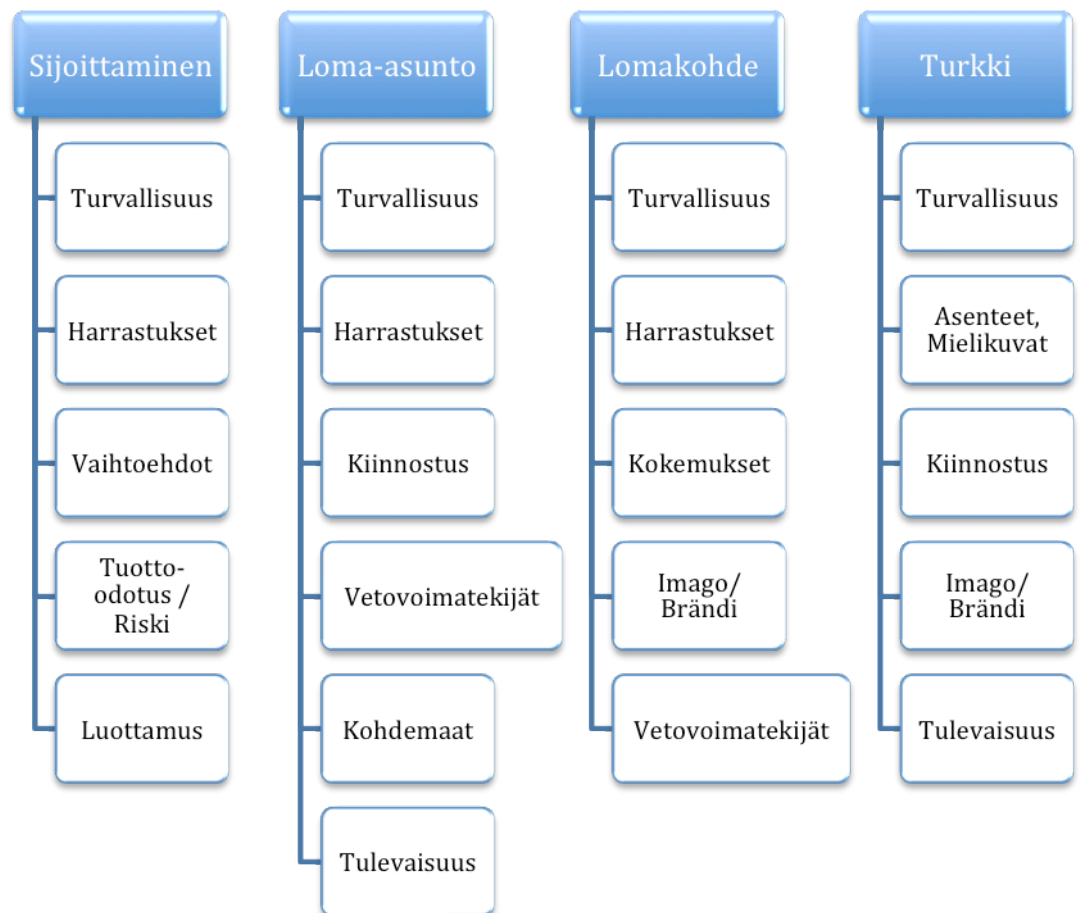 Sijoittaminen
Turvallisuus
Harrastukset
Vaihtoehdot
Tuotto-
odotus /
Riski
Luottamus
Loma-asunto
Turvallisuus
Harrastukset
Kiinnostus
Vetovoimatekijät
Kohdemaat
Tulevaisuus
Lomakohde
Turvallisuus
Harrastukset
Kokemukset
Imago/
Brändi
Vetovoimatekijät
Turkki
Turvallisuus
Asenteet,
Mielikuvat
Kiinnostus
Imago/
Brändi
Tulevaisuus